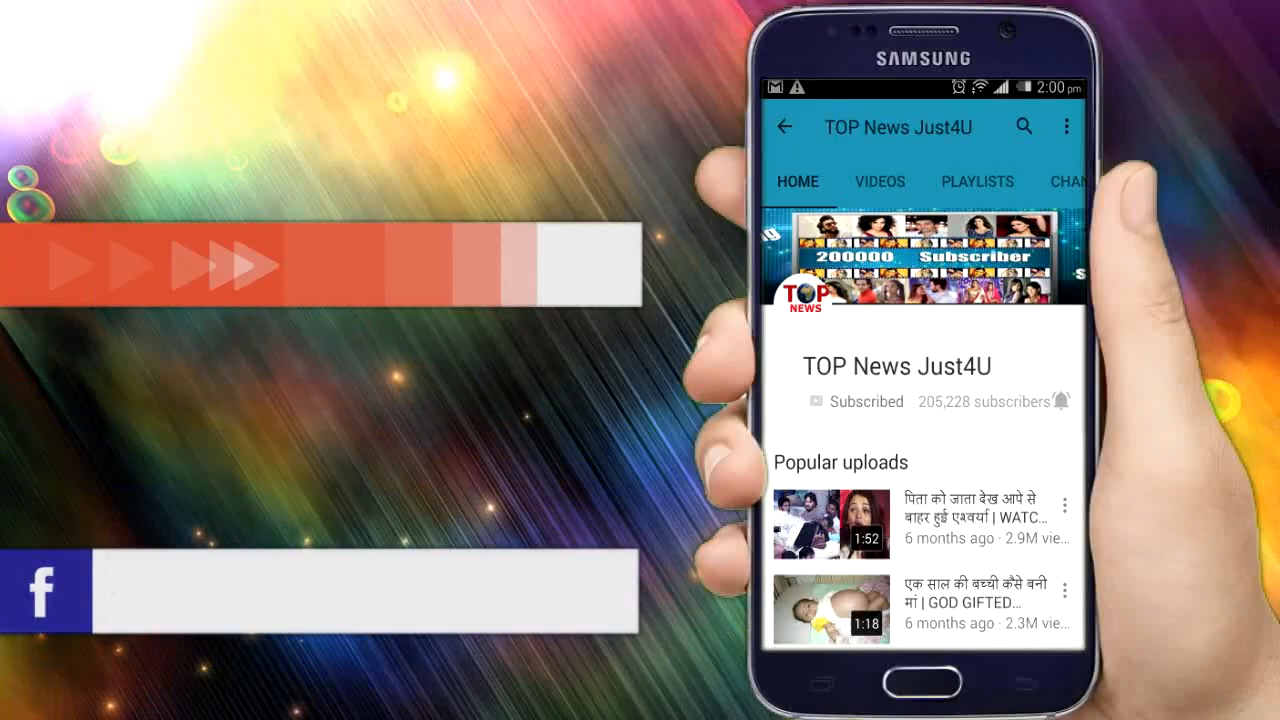 SAMSUNG
2:00 pm
TOP News Just4U
HOME VIDEOS PLAYLISTS CHAN
200000 Subscriber
TOP
NEWS
TOP News Just4U
Subscribed 205,228 subscribers
Popular uploads
पिता को जाता देख आपे से
बाहर हुई एश्वर्या | WATC...
6 months ago · 2.9M vie...
1:52
एक साल की बच्ची कैसे बनी
मां | GOD GIFTED...
6 months ago · 2.3M vie...
1:18
f